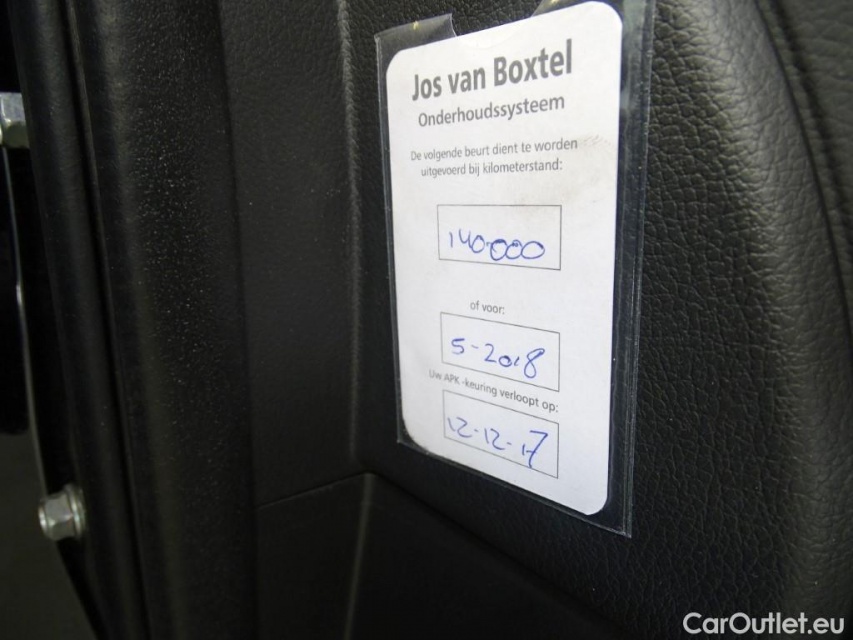 Jos van Boxtel
Onderhoudssysteem
De volgende beurt dient te worden
uitgevoerd bij kilometerstand:
140.000
of voor:
5-2018
Uw APK -keuring verloopt op:
12-12-17
CarOutlet.eu